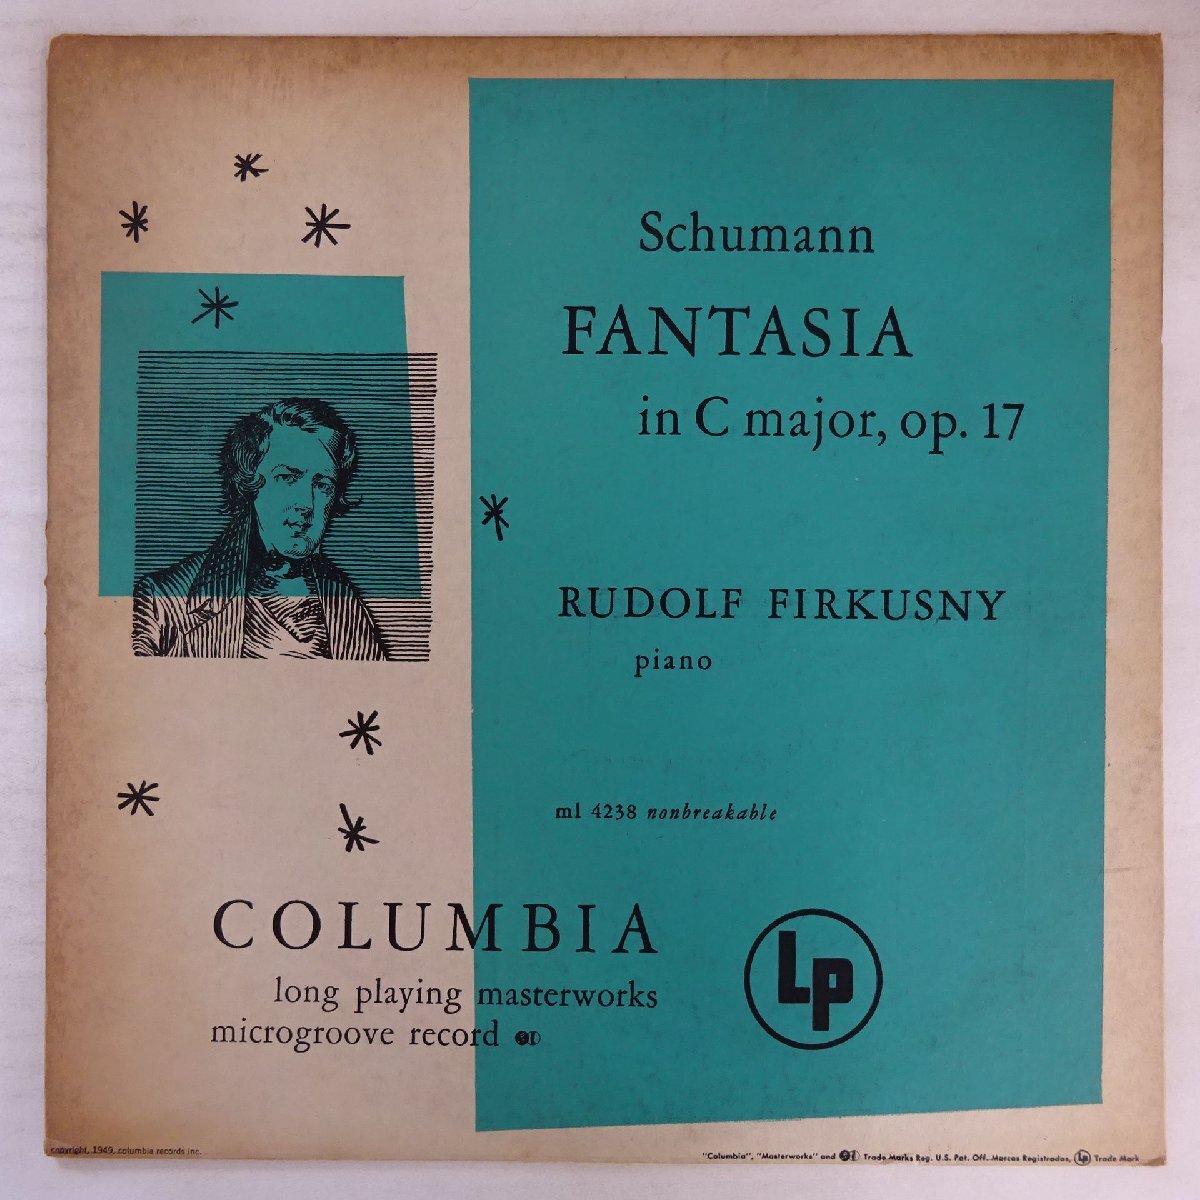 Schumann
FANTASIA
in C major, op. 17
RUDOLF FIRKUSNY
piano
ml 4238 nonbreakable
COLUMBIA
long playing masterworks
microgroove record
LP
copyright, 1949, columbia records inc.
"Columbia", "Masterworks" and Trade Marks Reg. U.S. Pat. Off. Marcas Registradas, LP Trade Mark